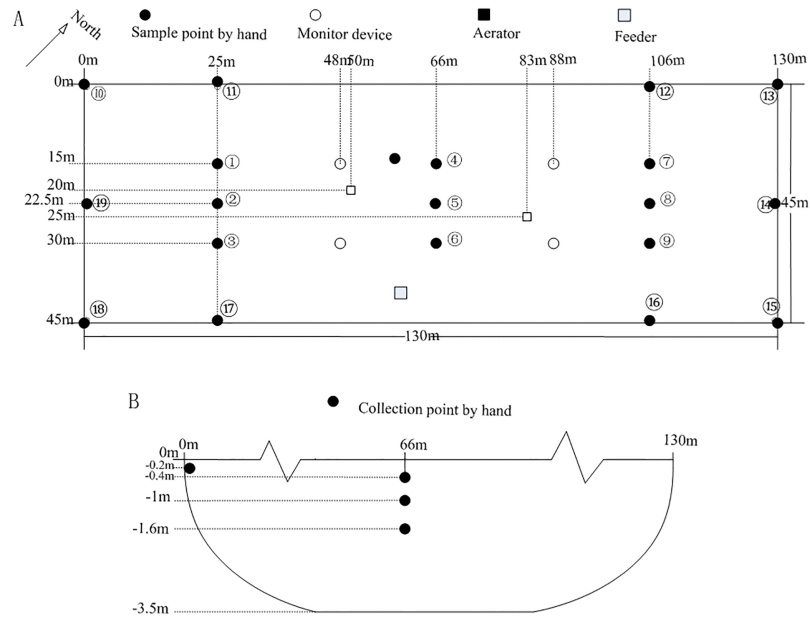 A
North
Sample point by hand
Monitor device
Aerator
Feeder
0m 25m 48m 50m 66m 83m 88m 106m 130m
0m
⑩ ⑪ ⑫ ⑬
15m ① ④ ⑦
20m
22.5m ⑲ ② ⑤ ⑧ ⑭ 45m
25m
30m ③ ⑥ ⑨
⑱ ⑰ ⑯ ⑮
45m
130m
B
Collection point by hand
0m 66m 130m
0m
-0.2m
-0.4m
-1m
-1.6m
-3.5m